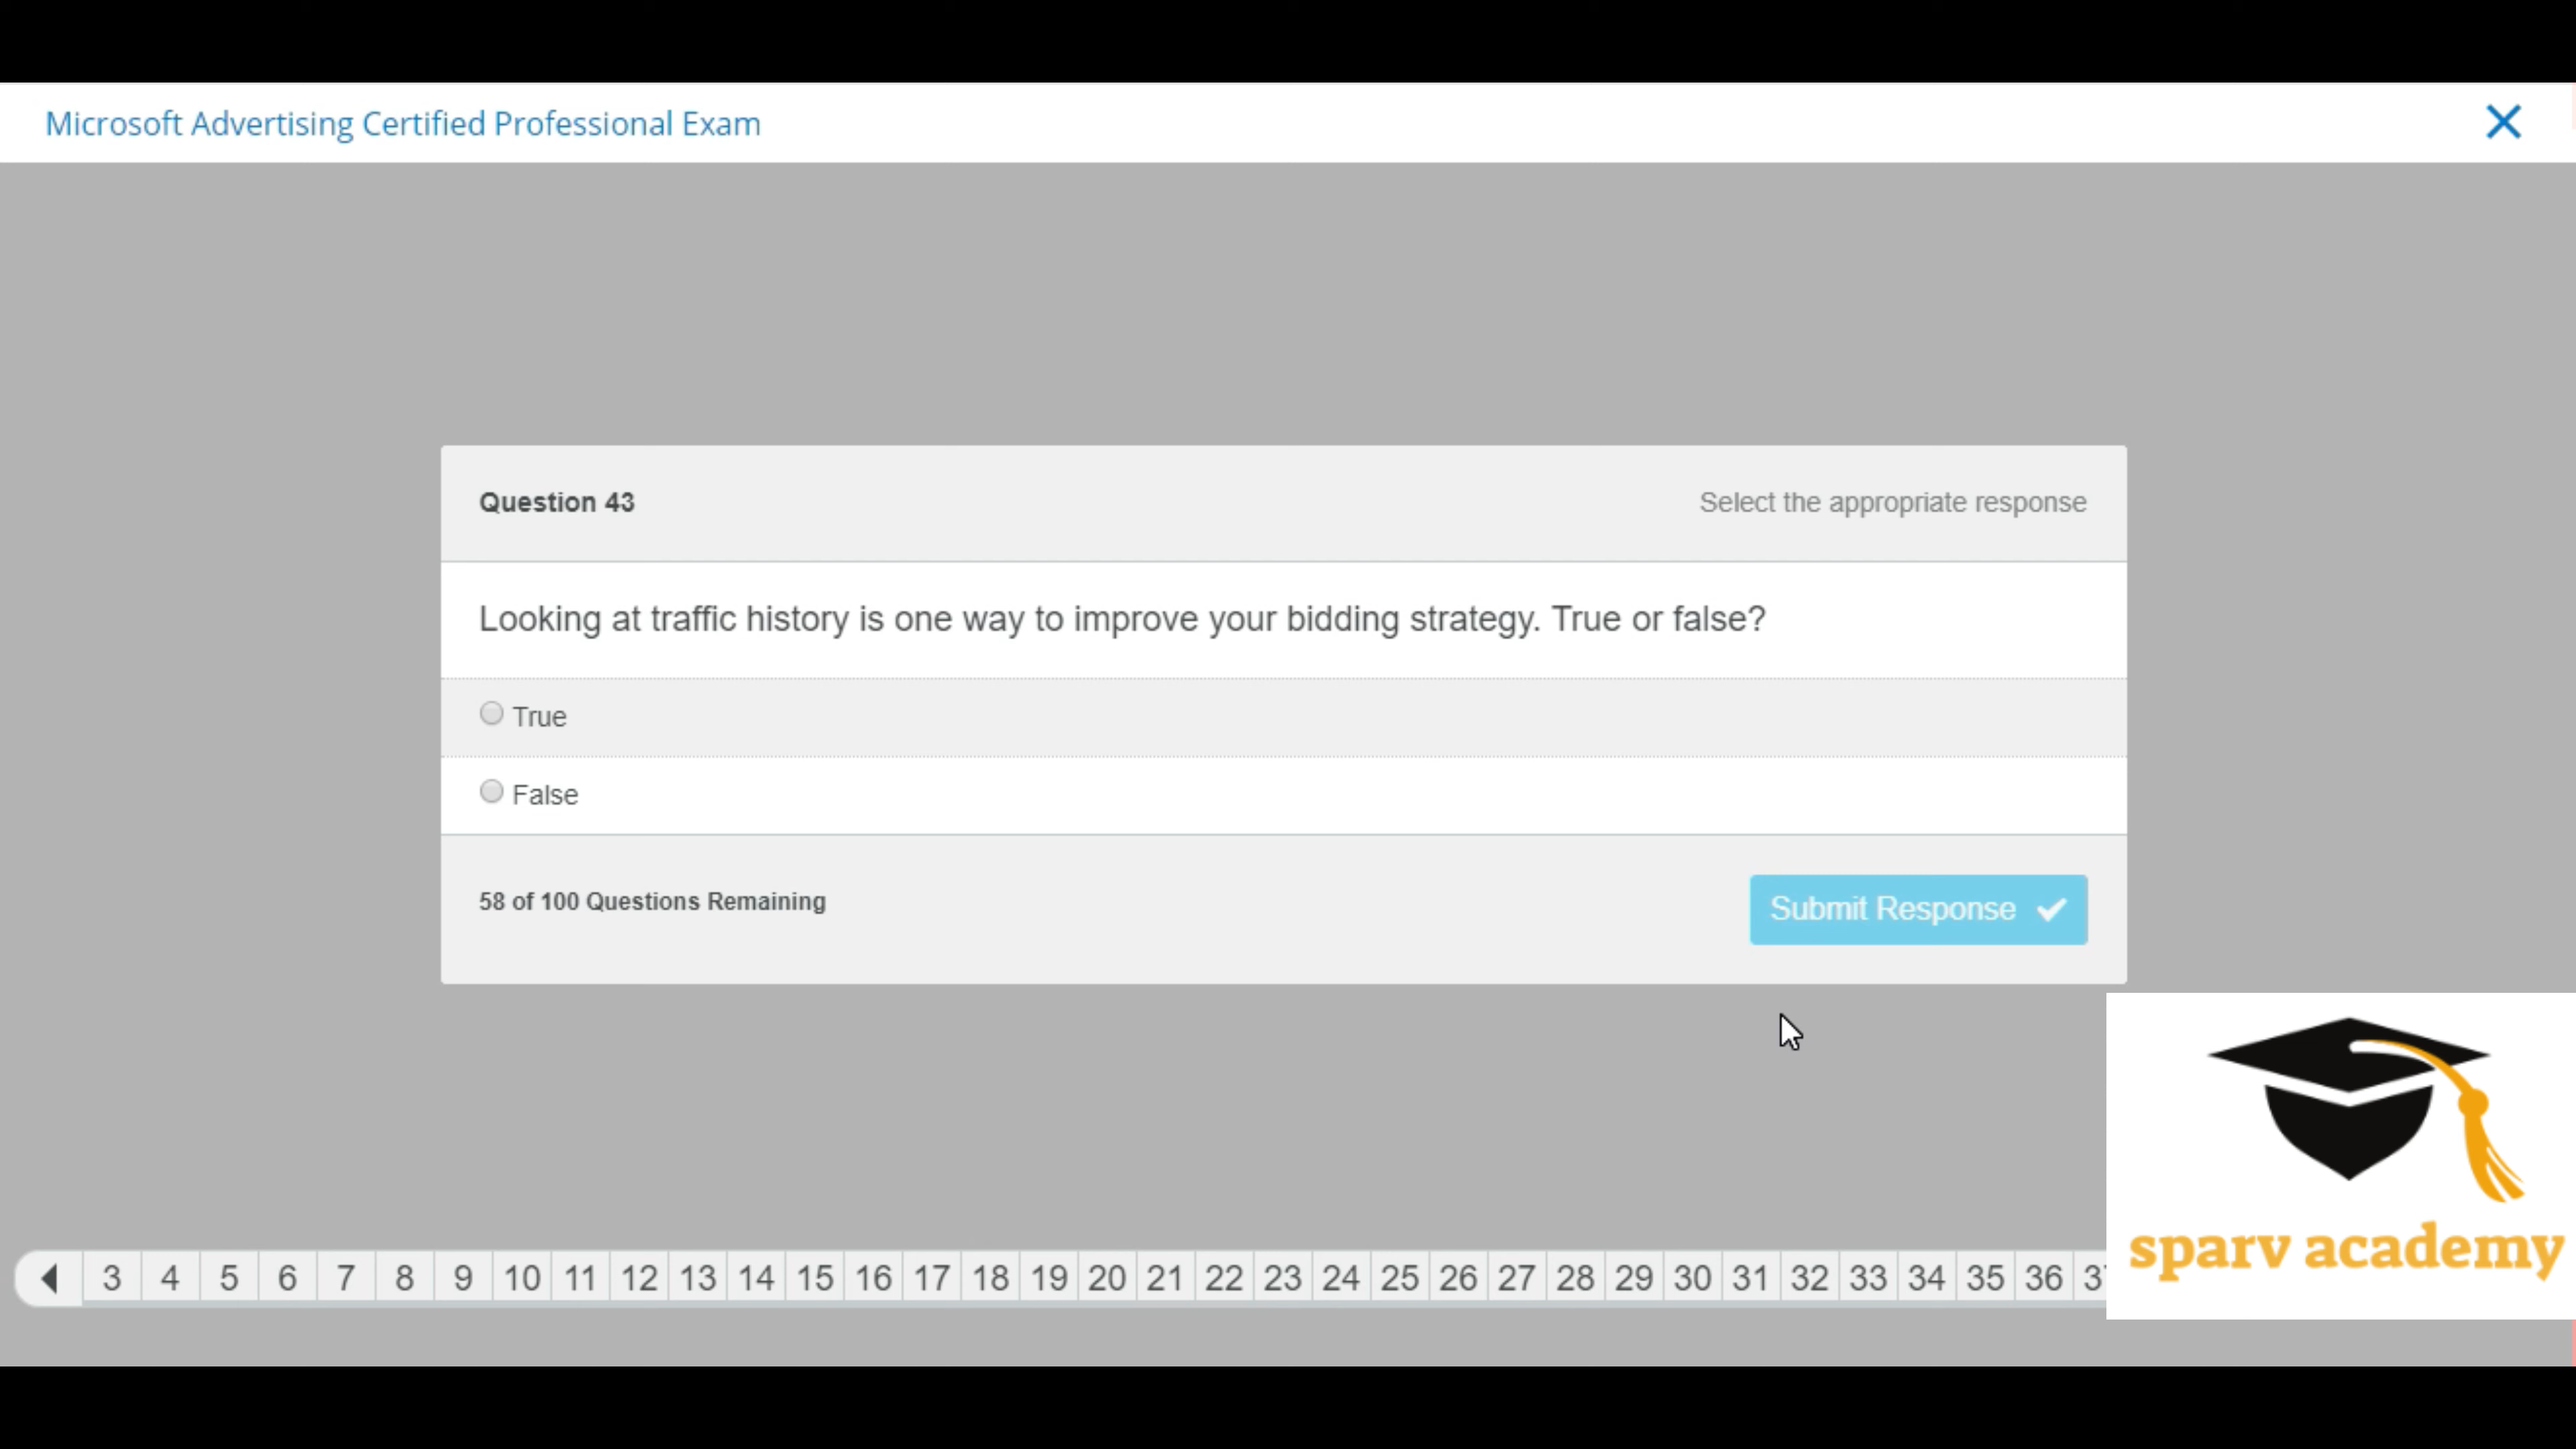 Microsoft Advertising Certified Professional Exam
Question 43
Select the appropriate response
Looking at traffic history is one way to improve your bidding strategy. True or false?
True
False
58 of 100 Questions Remaining
Submit Response
3 4 5 6 7 8 9 10 11 12 13 14 15 16 17 18 19 20 21 22 23 24 25 26 27 28 29 30 31 32 33 34 35 36
sparv academy